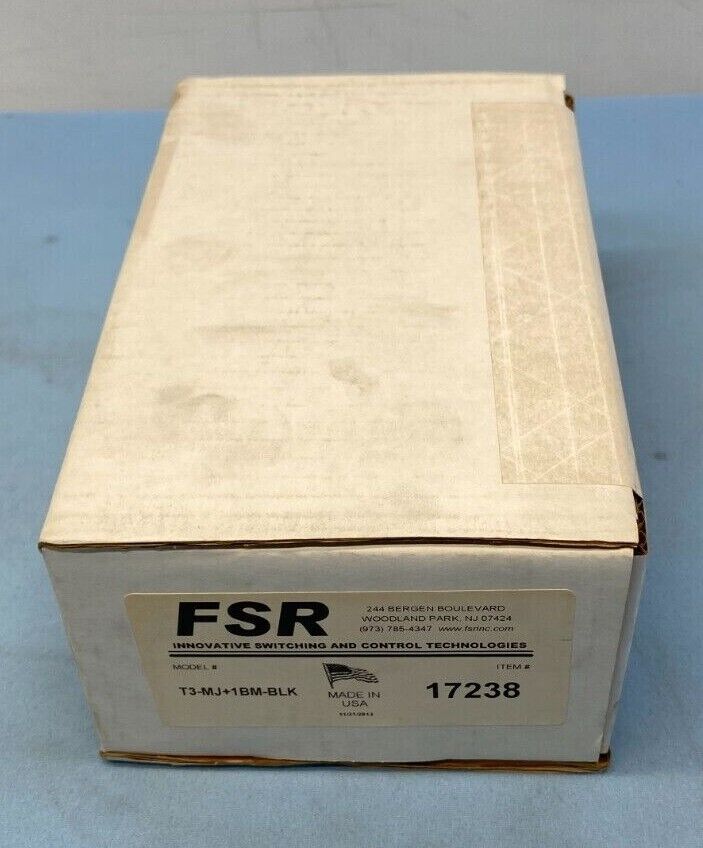 FSR
244 BERGEN BOULEVARD
WOODLAND PARK, NJ 07424
(973) 785-4347 www.fsrinc.com
INNOVATIVE SWITCHING AND CONTROL TECHNOLOGIES
MODEL #
ITEM #
T3-MJ+1BM-BLK
MADE IN
USA
17238